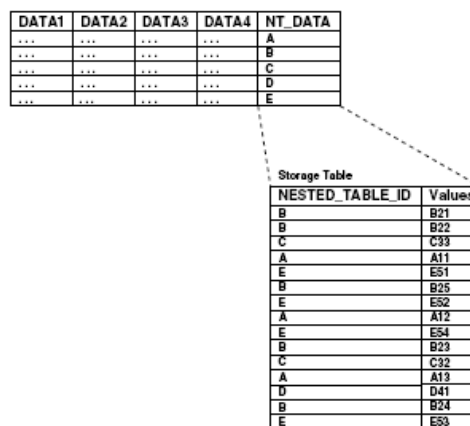 DATA1 DATA2 DATA3 DATA4 NT_DATA
... ... ... ... A
... ... ... ... B
... ... ... ... C
... ... ... ... D
... ... ... ... E
Storage Table
NESTED_TABLE_ID Values
B B21
B B22
C C33
A A11
E E51
B B25
E E52
A A12
E E54
B B23
C C32
A A13
D D41
B B24
E E53